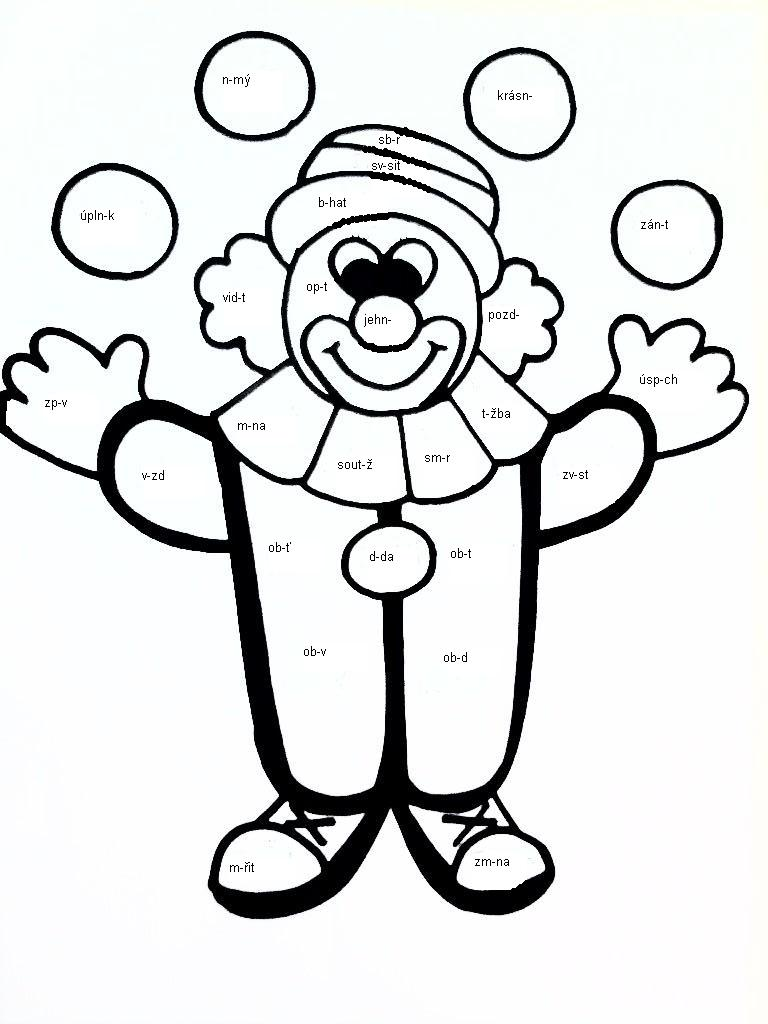 n-mý
krásn-
sb-r
sv-sit
b-hat
úpln-k
zán-t
vid-t
op-t
jehn-
pozd-
zp-v
úsp-ch
m-na
t-žba
sout-ž
sm-r
v-zd
zv-st
ob-ť
d-da
ob-t
ob-v
ob-d
m-řit
zm-na